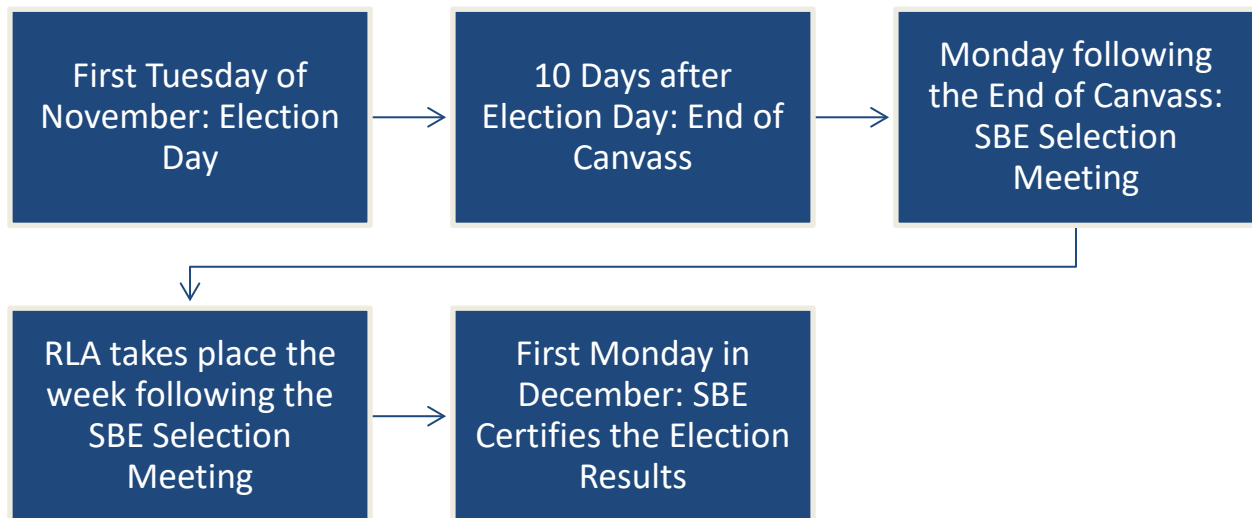 First Tuesday of
November: Election
Day
10 Days after
Election Day: End of
Canvass
Monday following
the End of Canvass:
SBE Selection
Meeting
RLA takes place the
week following the
SBE Selection
Meeting
First Monday in
December: SBE
Certifies the Election
Results